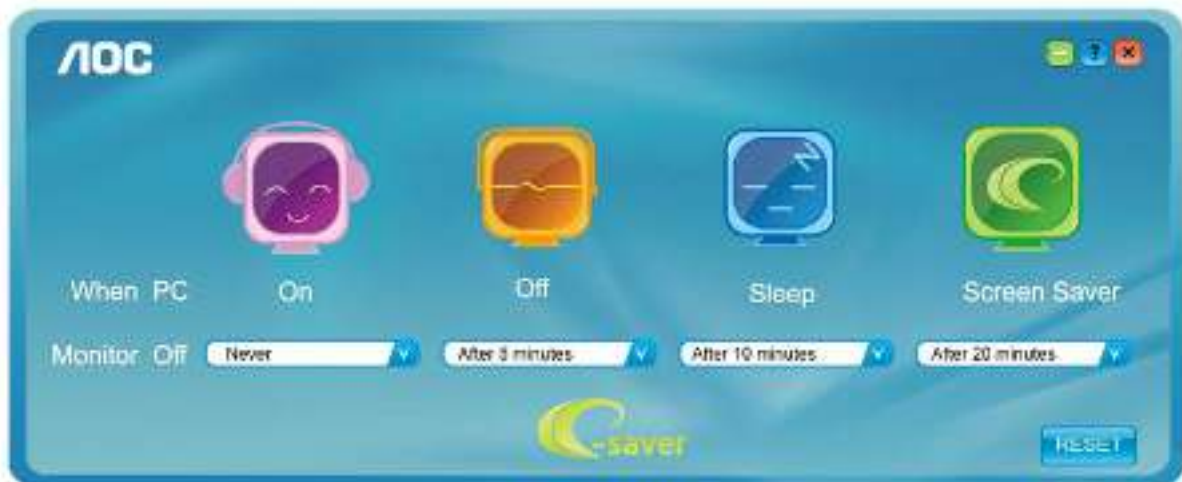 AOC
?
When PC On Off Sleep Screen Saver
Monitor Off Never After 5 minutes After 10 minutes After 20 minutes
e-saver
RESET